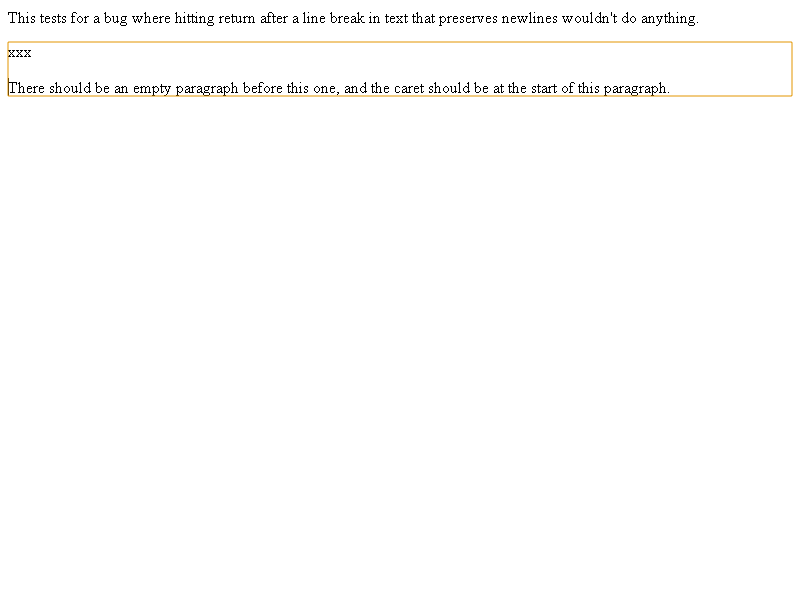 This tests for a bug where hitting return after a line break in text that preserves newlines wouldn't do anything.
xxx
There should be an empty paragraph before this one, and the caret should be at the start of this paragraph.